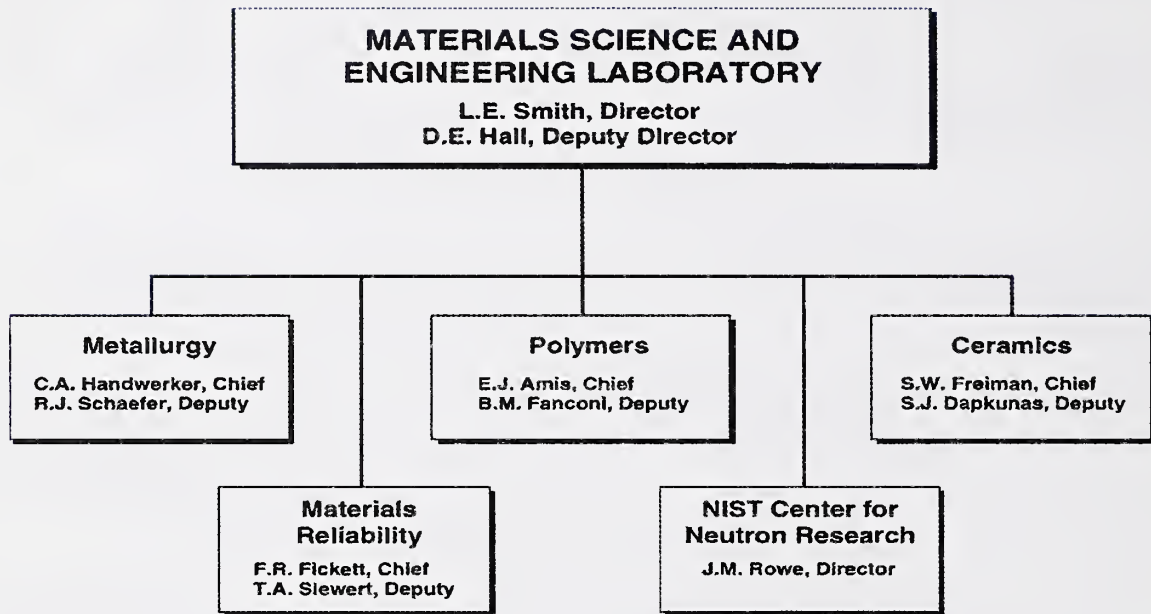 MATERIALS SCIENCE AND
ENGINEERING LABORATORY
L.E. Smith, Director
D.E. Hall, Deputy Director
Metallurgy
C.A. Handwerker, Chief
R.J. Schaefer, Deputy
Polymers
E.J. Amis, Chief
B.M. Fanconi, Deputy
Ceramics
S.W. Freiman, Chief
S.J. Dapkunas, Deputy
Materials
Reliability
F.R. Fickett, Chief
T.A. Siewert, Deputy
NIST Center for
Neutron Research
J.M. Rowe, Director